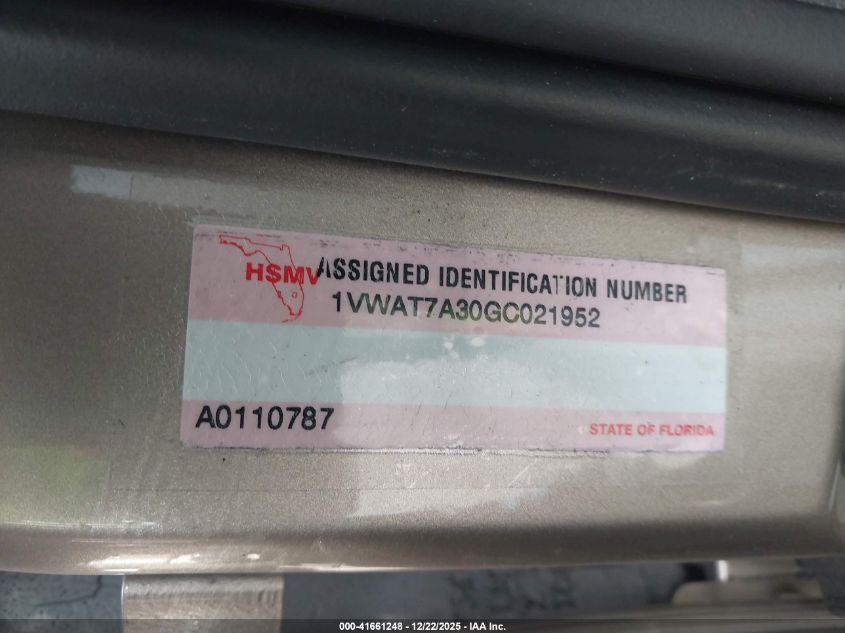 HSMV ASSIGNED IDENTIFICATION NUMBER
1VWAT7A30GC021952
A0110787
STATE OF FLORIDA
000-41661248 - 12/22/2025 - IAA Inc.